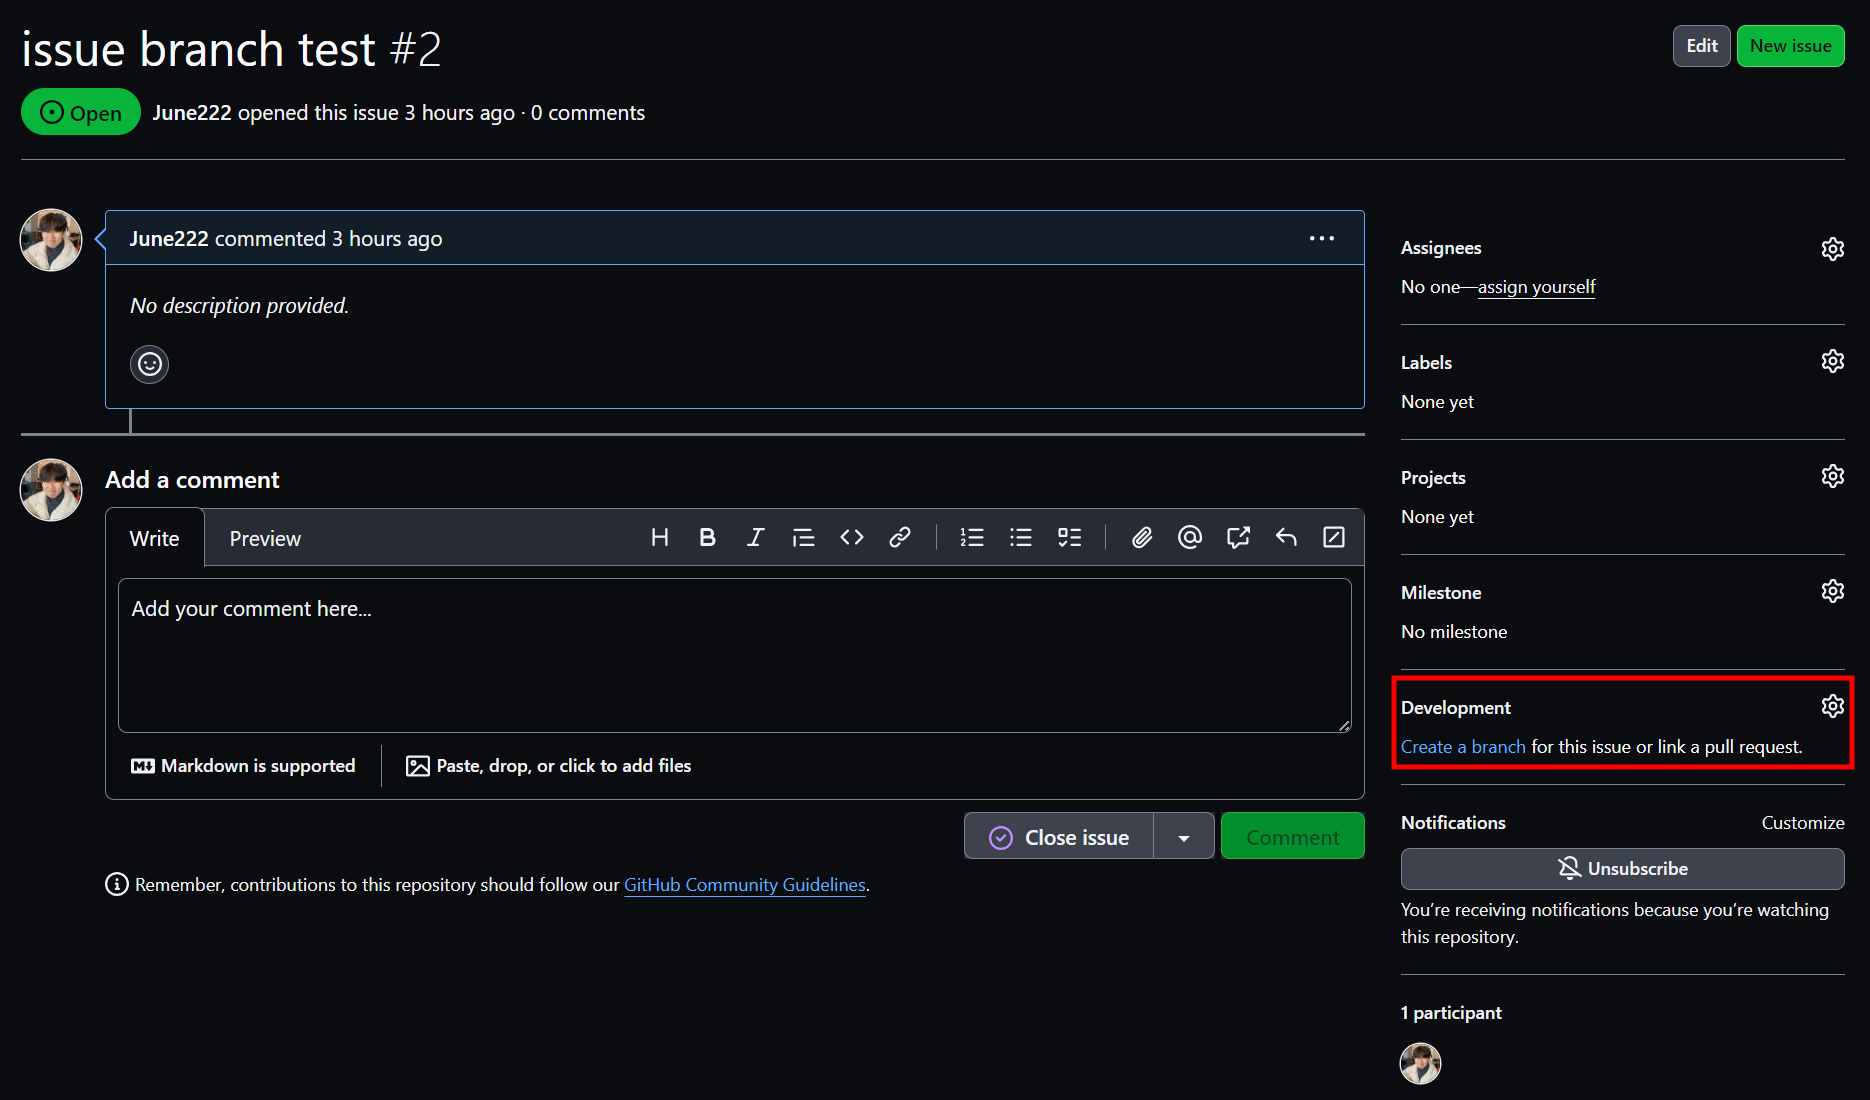 issue branch test #2
Edit
New issue
Open
June222 opened this issue 3 hours ago · 0 comments
June222 commented 3 hours ago
No description provided.
Add a comment
Write
Preview
Add your comment here...
Markdown is supported
Paste, drop, or click to add files
Close issue
Comment
Remember, contributions to this repository should follow our GitHub Community Guidelines.
Assignees
No one—assign yourself
Labels
None yet
Projects
None yet
Milestone
No milestone
Development
Create a branch for this issue or link a pull request.
Notifications
Customize
Unsubscribe
You’re receiving notifications because you’re watching
this repository.
1 participant